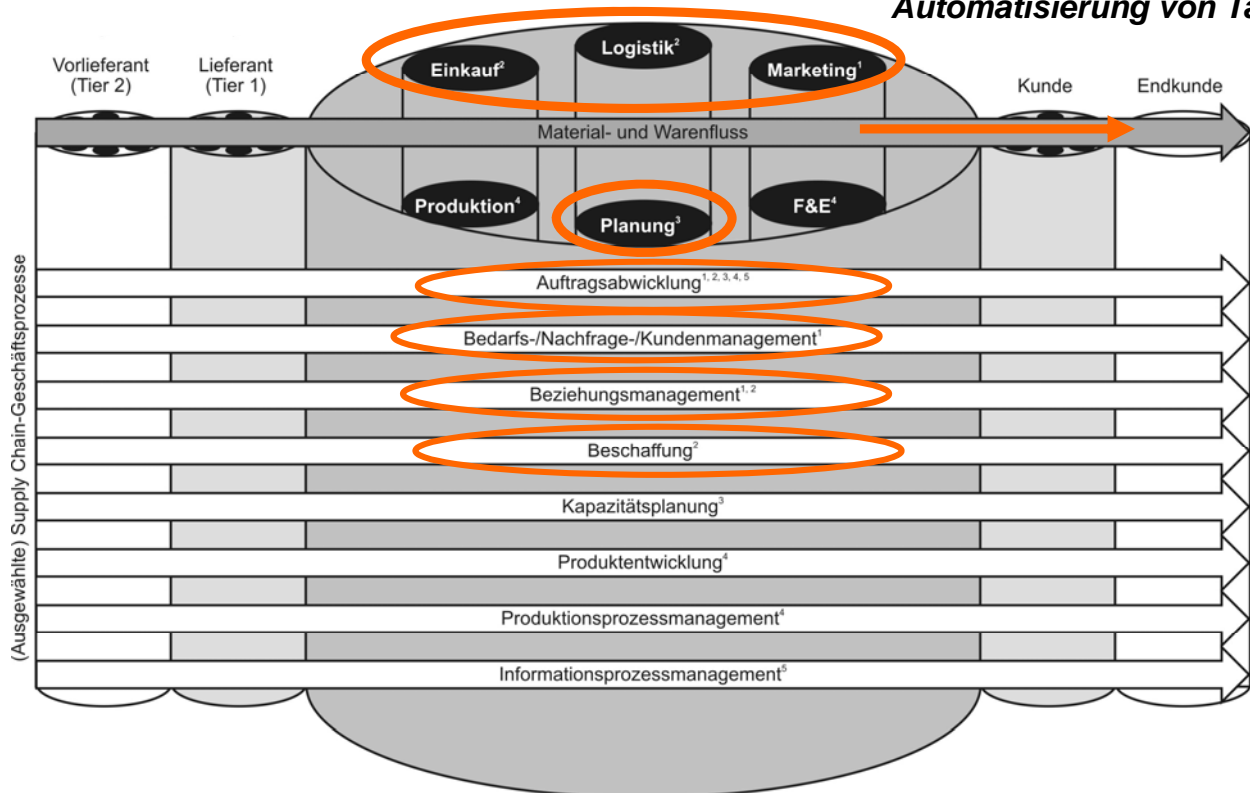 Automatisierung von Ta
Vorlieferant
(Tier 2)
Lieferant
(Tier 1)
Einkauf²
Logistik²
Marketing¹
Kunde
Endkunde
Material- und Warenfluss
Produktion⁴
Planung³
F&E⁴
(Ausgewählte) Supply Chain-Geschäftsprozesse
Auftragsabwicklung¹, ², ³, ⁴, ⁵
Bedarfs-/Nachfrage-/Kundenmanagement¹
Beziehungsmanagement¹, ²
Beschaffung²
Kapazitätsplanung³
Produktentwicklung⁴
Produktionsprozessmanagement⁴
Informationsprozessmanagement⁵